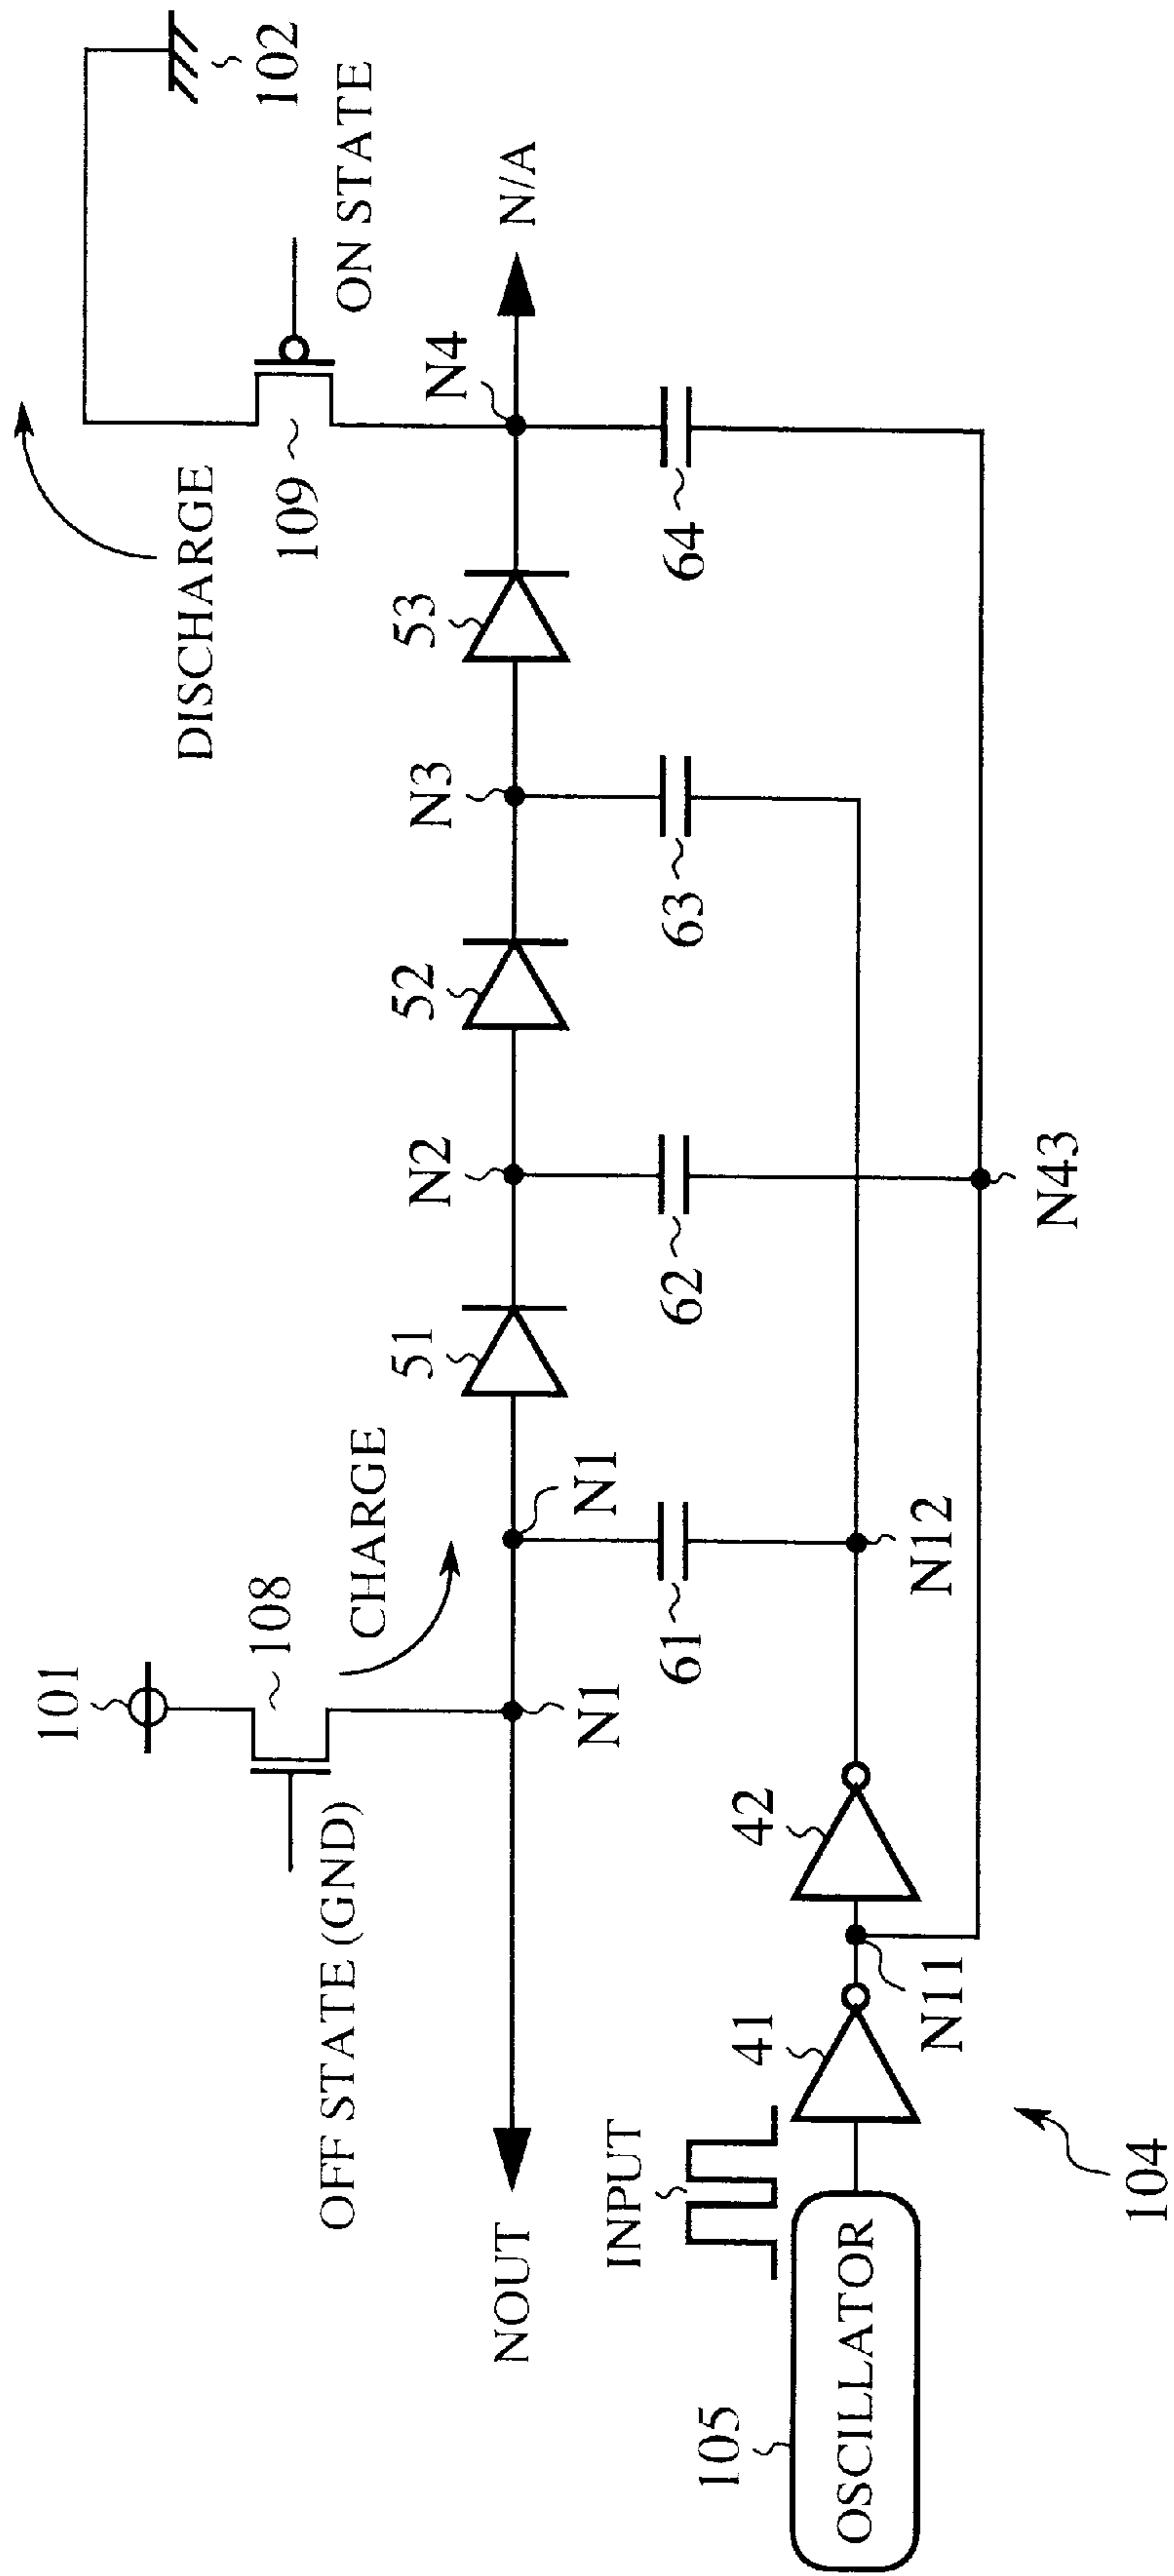 102
DISCHARGE
109
ON STATE
N4
N/A
53
64
N3
52
63
N2
62
N43
51
101
108
CHARGE
OFF STATE (GND)
N1
N1
61
N12
NOUT
42
N11
41
INPUT
105
OSCILLATOR
104